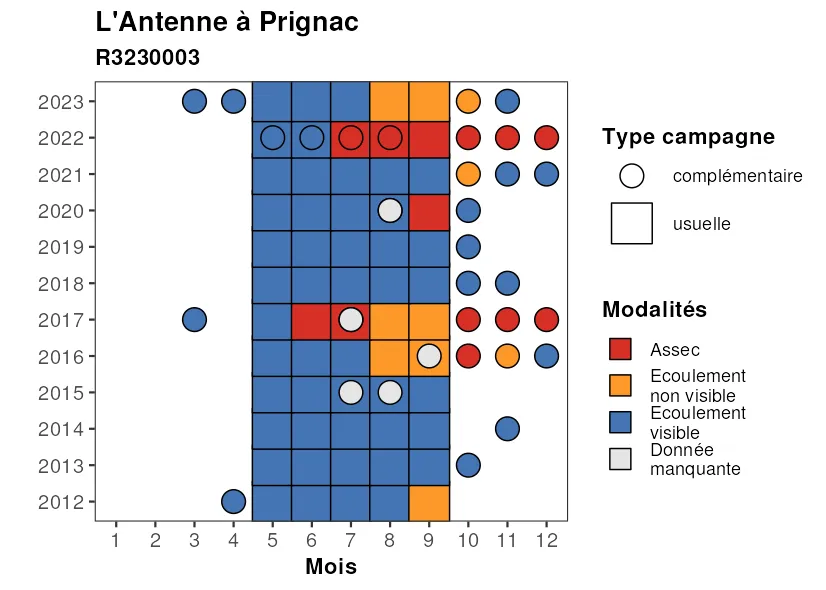 L'Antenne à Prignac
R3230003
2023
2022
2021
2020
2019
2018
2017
2016
2015
2014
2013
2012
1 2 3 4 5 6 7 8 9 10 11 12
Mois
Type campagne
complémentaire
usuelle
Modalités
Assec
Ecoulement
non visible
Ecoulement
visible
Donnée
manquante